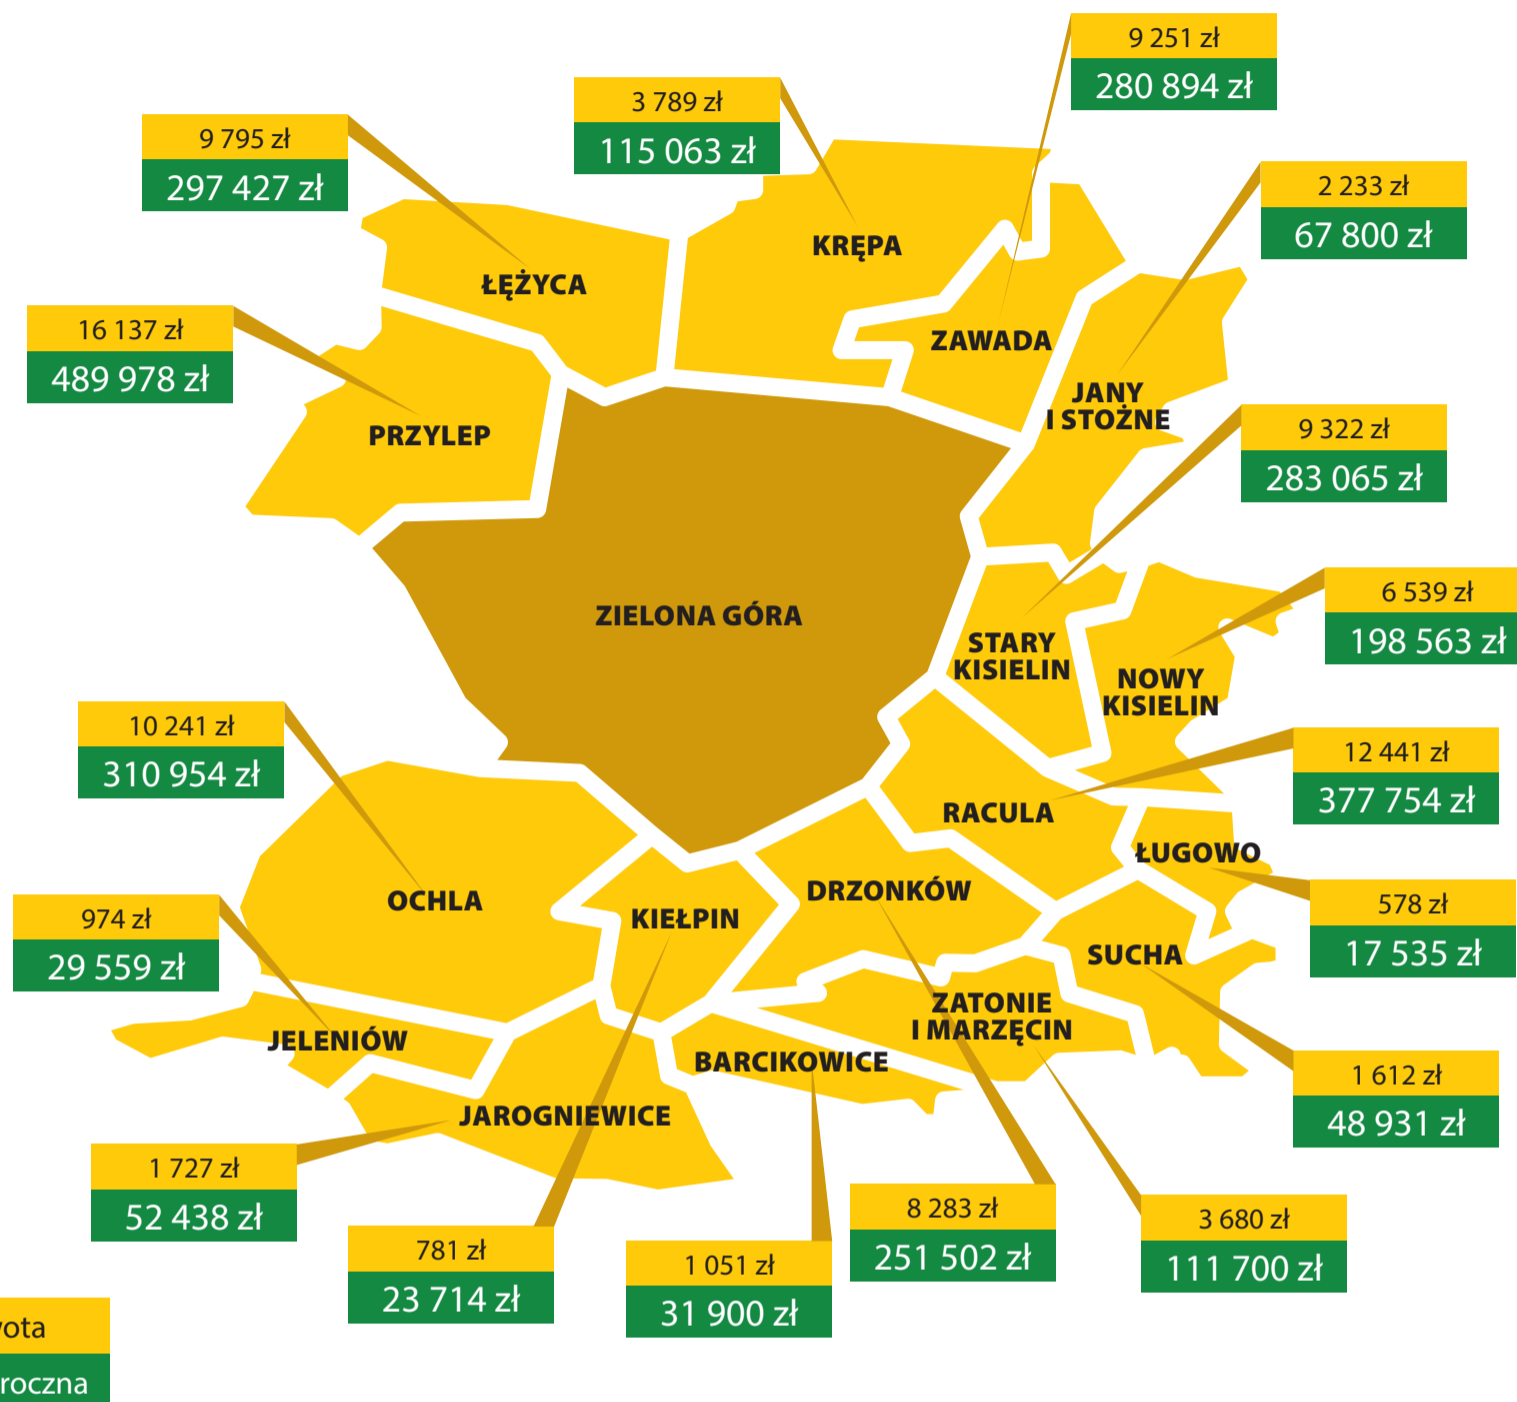 9 251 zł
280 894 zł
3 789 zł
115 063 zł
9 795 zł
297 427 zł
2 233 zł
67 800 zł
KRĘPA
ŁĘŻYCA
16 137 zł
489 978 zł
ZAWADA
JANY
I STOŻNE
PRZYLEP
9 322 zł
283 065 zł
ZIELONA GÓRA
STARY
KISIELIN
6 539 zł
198 563 zł
NOWY
KISIELIN
10 241 zł
310 954 zł
12 441 zł
377 754 zł
RACULA
ŁUGOWO
OCHLA
KIEŁPIN
DRZONKÓW
578 zł
17 535 zł
974 zł
29 559 zł
SUCHA
ZATONIE
I MARZĘCIN
JELENIÓW
BARCIKOWICE
1 612 zł
48 931 zł
JAROGNIEWICE
1 727 zł
52 438 zł
8 283 zł
251 502 zł
3 680 zł
111 700 zł
781 zł
23 714 zł
1 051 zł
31 900 zł
roczna